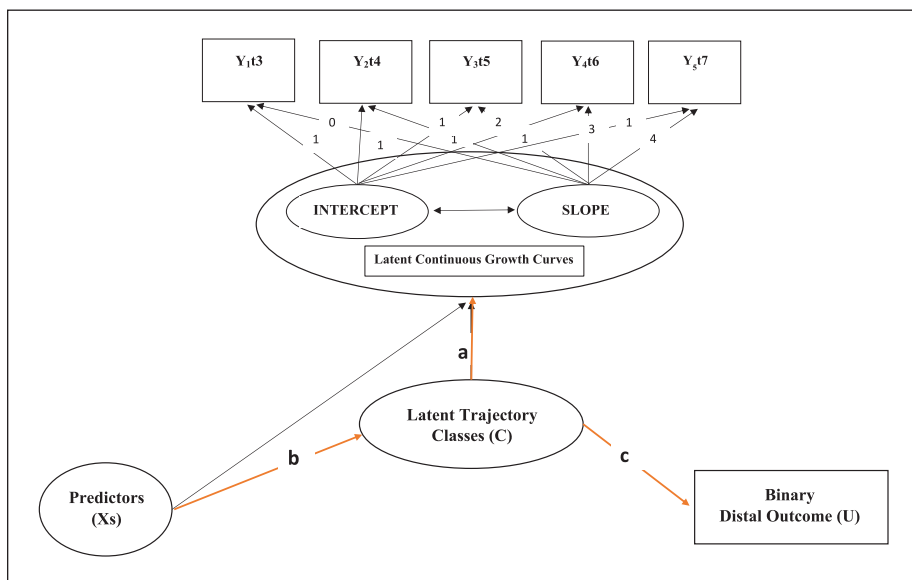 Y₁t3 Y₂t4 Y₃t5 Y₄t6 Y₅t7
0 1 2 3 1
1 1 1 1 4
INTERCEPT SLOPE
Latent Continuous Growth Curves
a
Latent Trajectory
Classes (C)
b
c
Predictors
(Xs)
Binary
Distal Outcome (U)